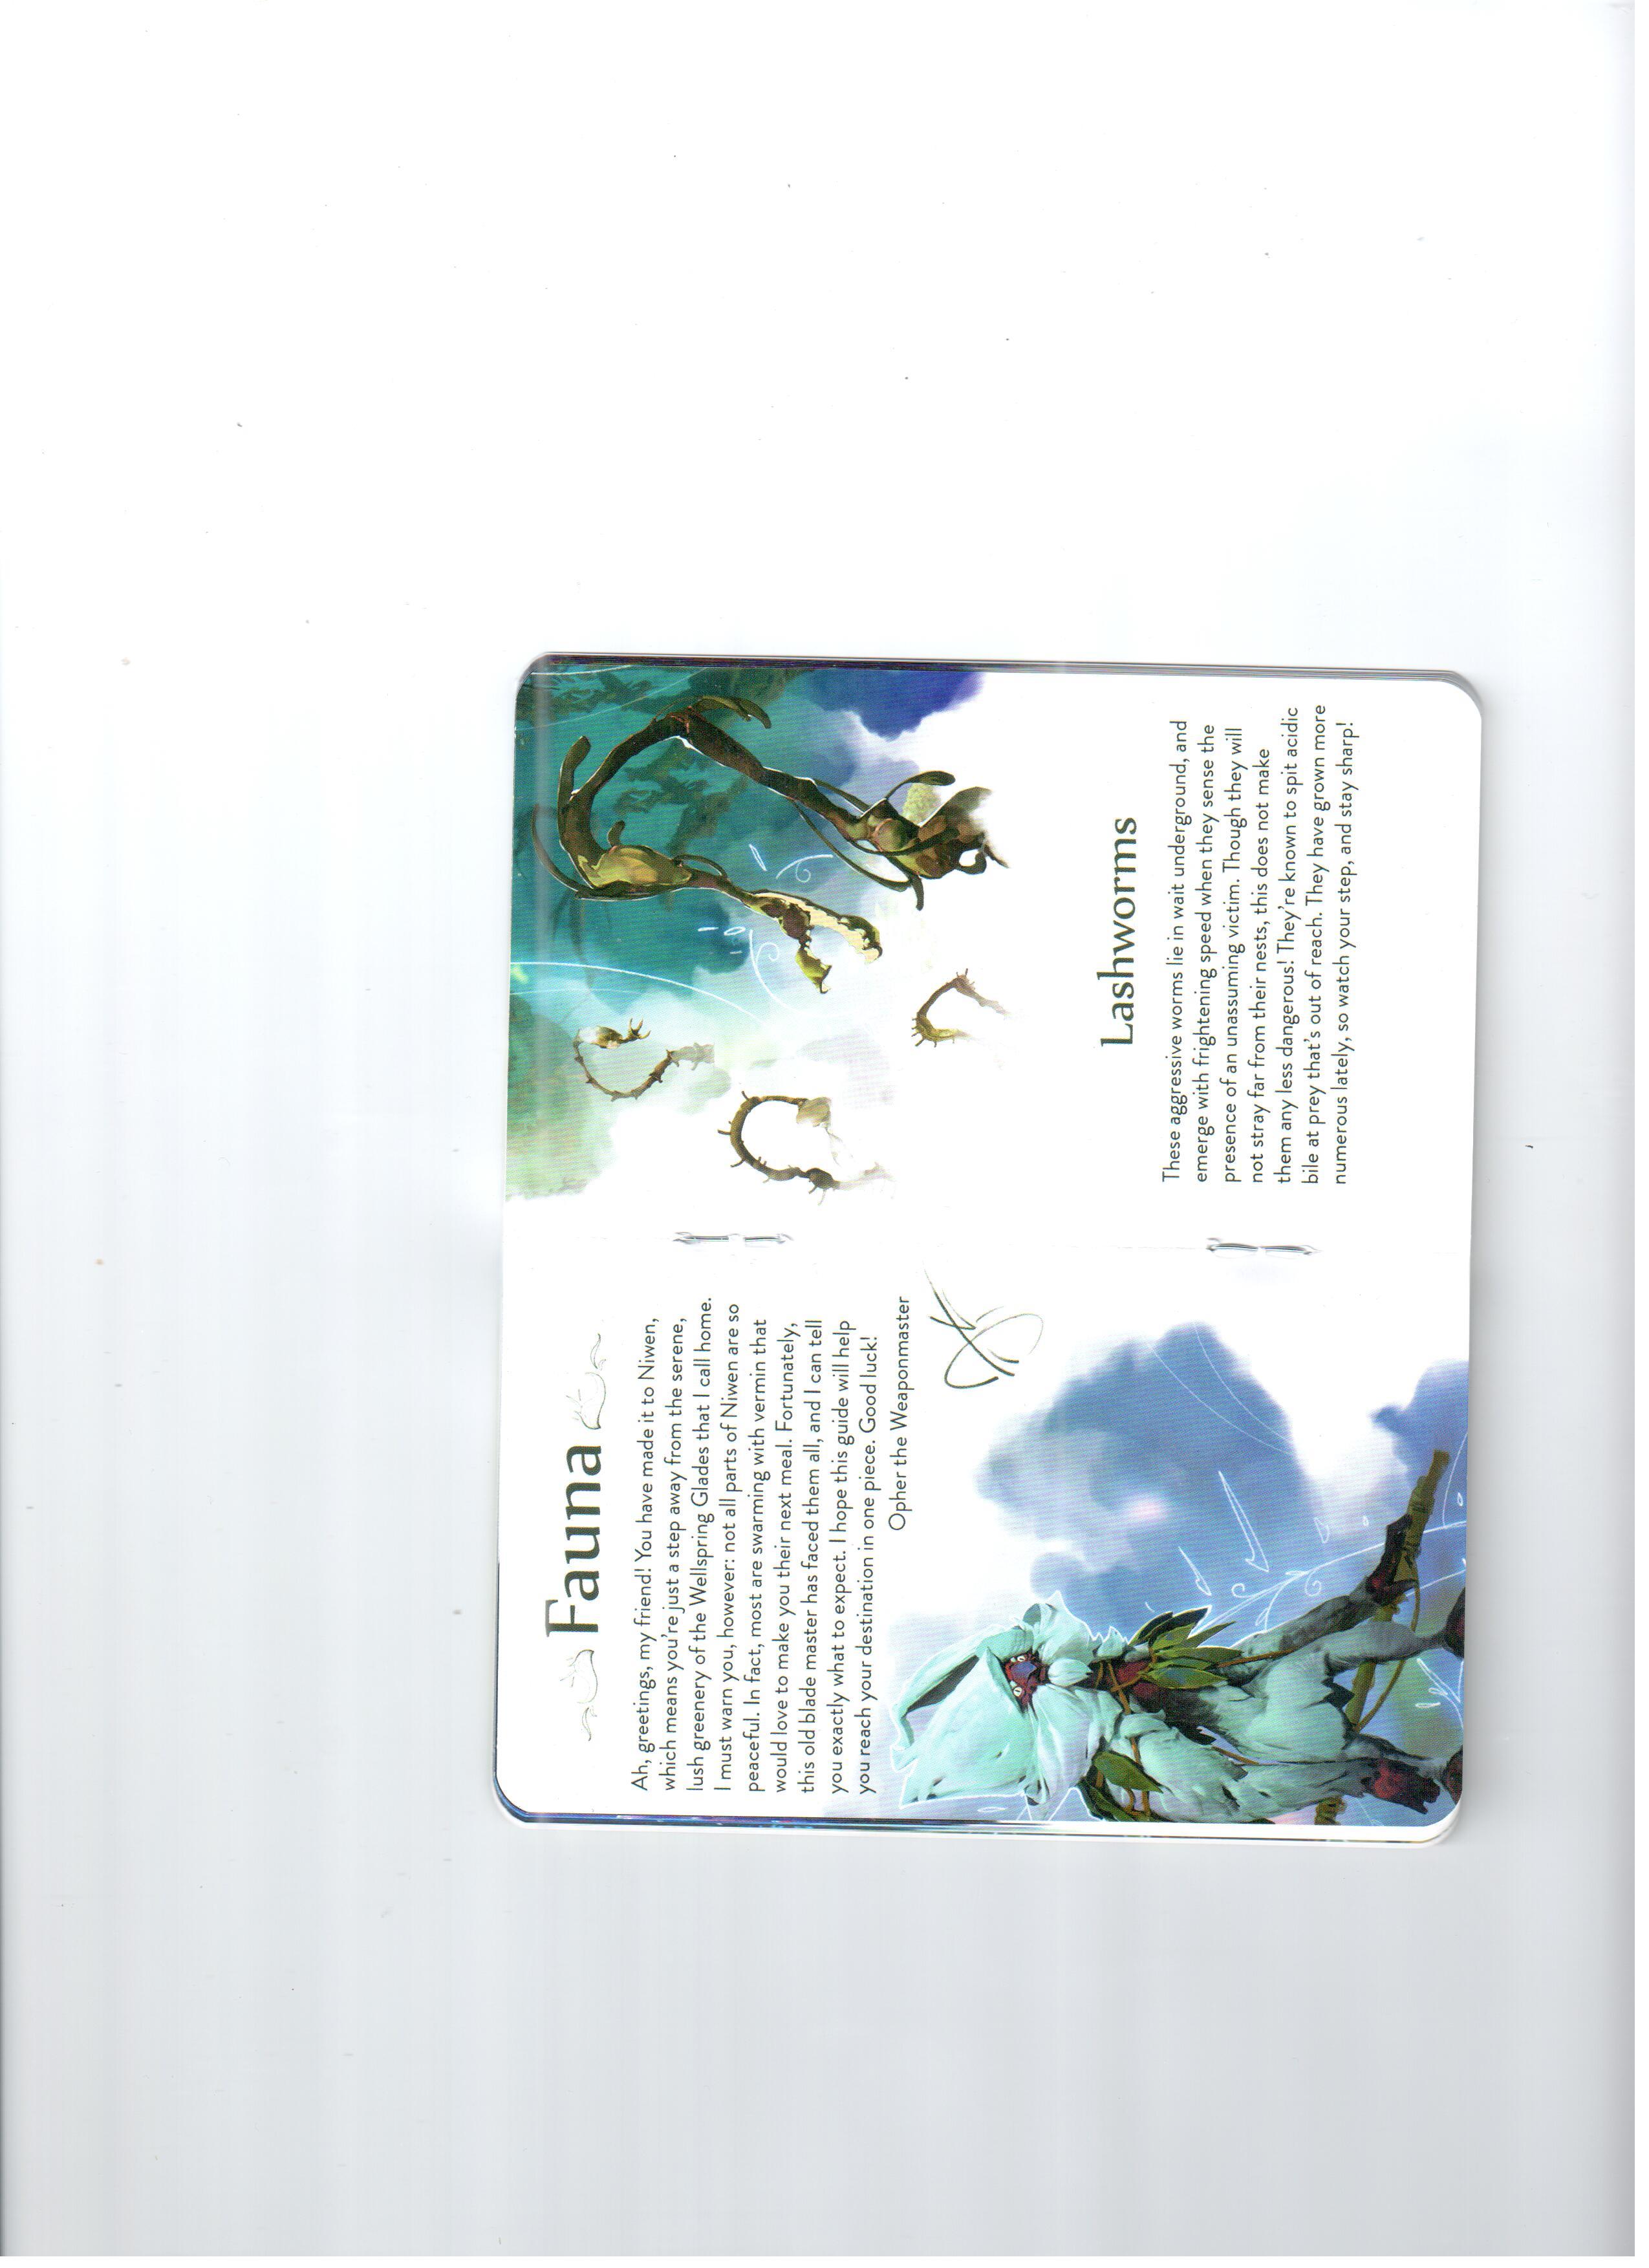 Fauna
Ah, greetings, my friend! You have made it to Niwen,
which means you're just a step away from the serene,
lush greenery of the Wellspring Glades that I call home.
I must warn you, however: not all parts of Niwen are so
peaceful. In fact, most are swarming with vermin that
would love to make you their next meal. Fortunately,
this old blade master has faced them all, and I can tell
you exactly what to expect. I hope this guide will help
you reach your destination in one piece. Good luck!
Opher the Weaponmaster
Lashworms
These aggressive worms lie in wait underground, and
emerge with frightening speed when they sense the
presence of an unassuming victim. Though they will
not stray far from their nests, this does not make
them any less dangerous! They're known to spit acidic
bile at prey that's out of reach. They have grown more
numerous lately, so watch your step, and stay sharp!